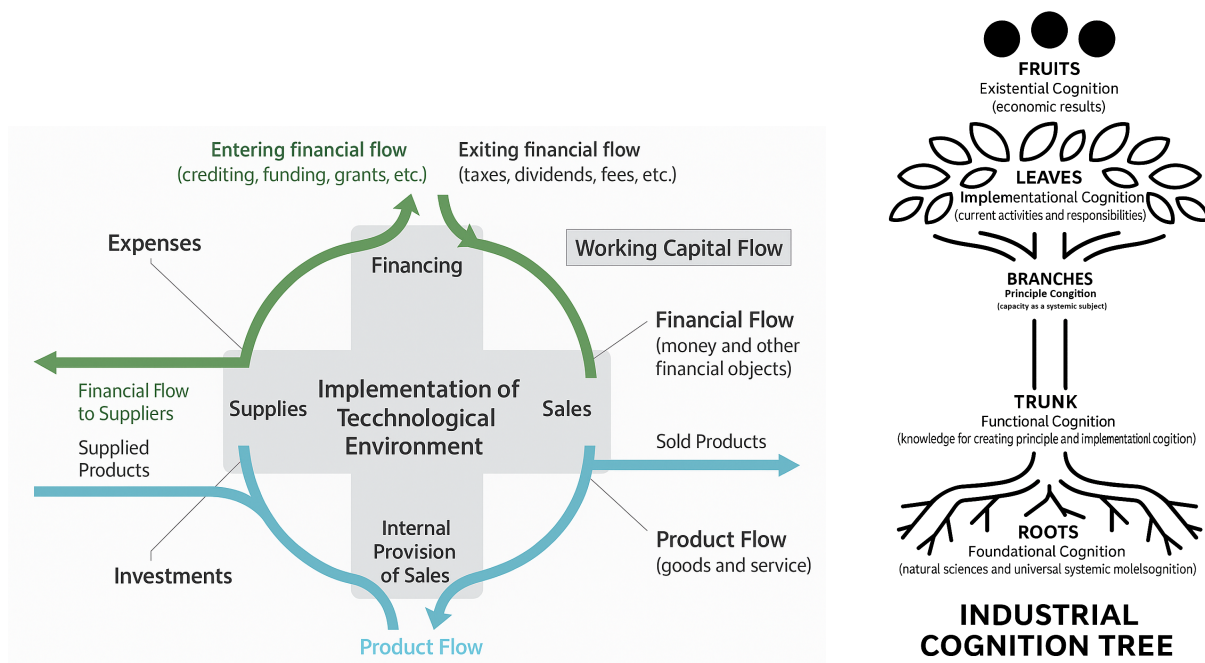 Entering financial flow
(crediting, funding, grants, etc.)
Exiting financial flow
(taxes, dividends, fees, etc.)
Expenses
Financing
Working Capital Flow
Financial Flow
(money and other
financial objects)
Financial Flow
to Suppliers
Supplies
Implementation of
Tecchnological
Environment
Sales
Supplied
Products
Sold Products
Internal
Provision
of Sales
Investments
Product Flow
(goods and service)
Product Flow
FRUITS
Existential Cognition
(economic results)
LEAVES
Implementational Cognition
(current activities and responsibilities)
BRANCHES
Principle Congition
(capacity as a systemic subject)
TRUNK
Functional Cognition
(knowledge for creating principle and implementationl cogition)
ROOTS
Foundational Cognition
(natural sciences and universal systemic molelsognition)
INDUSTRIAL
COGNITION TREE